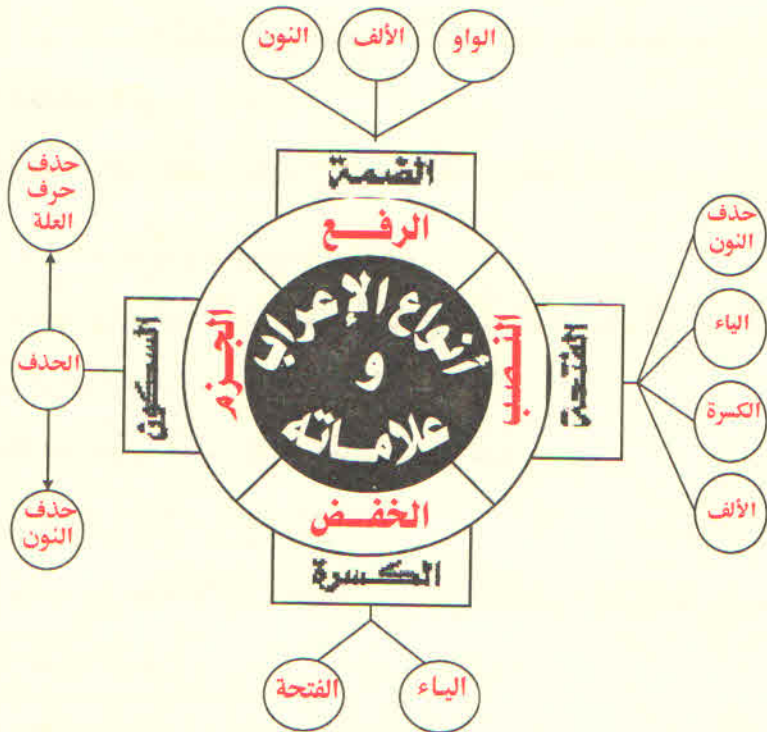 الواو
الألف
النون
الضمة
الرفع
حذف
النون
الياء
الكسرة
الألف
الفتحة
النصب
أنواع الإعراب
و
علاماته
الجزم
السكون
حذف
حرف
العلة
الحذف
حذف
النون
الخفض
الكسرة
الياء
الفتحة